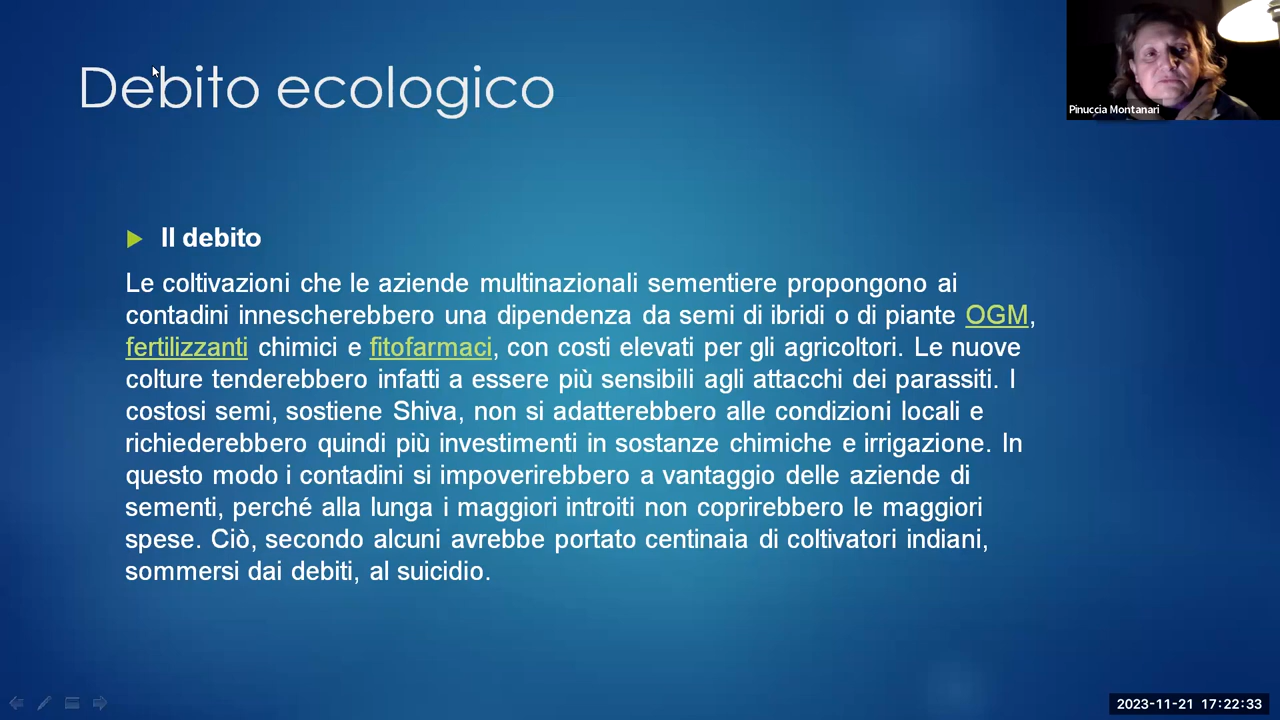 Debito ecologico
Pinuccia Montanari
Il debito
Le coltivazioni che le aziende multinazionali sementiere propongono ai
contadini innescherebbero una dipendenza da semi di ibridi o di piante OGM,
fertilizzanti chimici e fitofarmaci, con costi elevati per gli agricoltori. Le nuove
colture tenderebbero infatti a essere più sensibili agli attacchi dei parassiti. I
costosi semi, sostiene Shiva, non si adatterebbero alle condizioni locali e
richiederebbero quindi più investimenti in sostanze chimiche e irrigazione. In
questo modo i contadini si impoverirebbero a vantaggio delle aziende di
sementi, perché alla lunga i maggiori introiti non coprirebbero le maggiori
spese. Ciò, secondo alcuni avrebbe portato centinaia di coltivatori indiani,
sommersi dai debiti, al suicidio.
2023-11-21 17:22:33